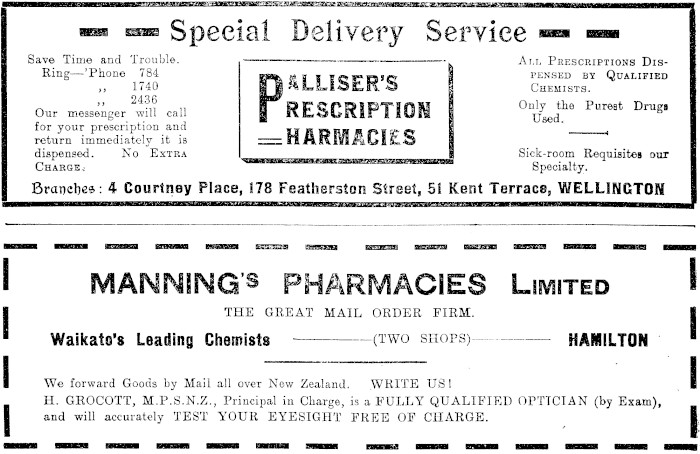 Special Delivery Service
Save Time and Trouble.
Ring—'Phone 784
„ 1740
„ 2436
Our messenger will call
for your prescription and
return immediately it is
dispensed. No Extra
Charge.
PALLISER'S
PRESCRIPTION
PHARMACIES
All Prescriptions Dis-
pensed by Qualified
Chemists.
Only the Purest Drugs
Used.
Sick-room Requisites our
Specialty.
Branches: 4 Courtney Place, 178 Featherston Street, 51 Kent Terrace, WELLINGTON
MANNING'S PHARMACIES LIMITED
THE GREAT MAIL ORDER FIRM.
Waikato's Leading Chemists (TWO SHOPS) HAMILTON
We forward Goods by Mail all over New Zealand. WRITE US!
H. GROCOTT, M.P.S.N.Z., Principal in Charge, is a FULLY QUALIFIED OPTICIAN (by Exam),
and will accurately TEST YOUR EYESIGHT FREE OF CHARGE.